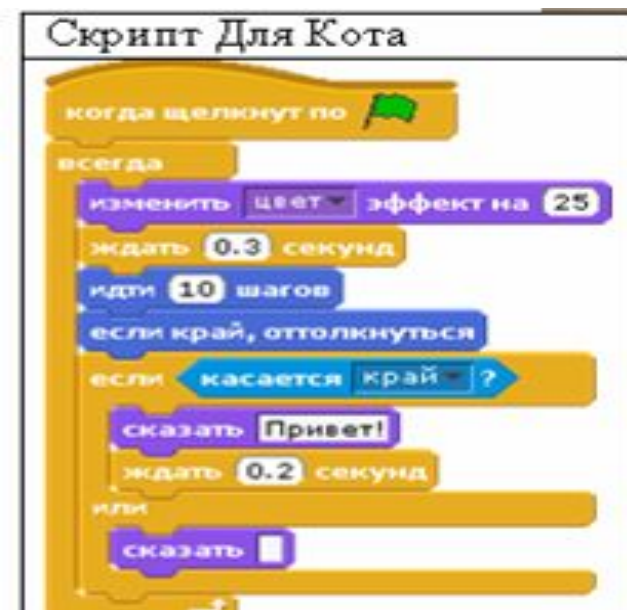 Скрипт Для Кота
когда щелкнут по
всегда
изменить цвет эффект на 25
ждать 0.3 секунд
идти 10 шагов
если край, оттолкнуться
если касается край ?
сказать Привет!
ждать 0.2 секунд
или
сказать